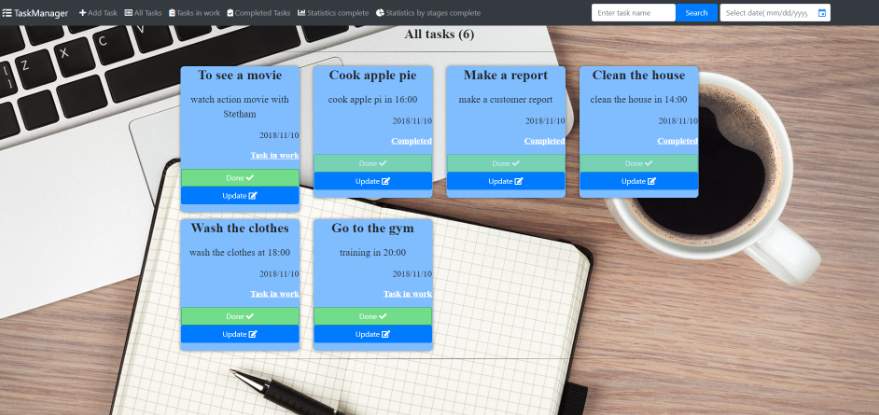 TaskManager Add Task All Tasks Tasks in work Completed Tasks Statistics complete Statistics by stages complete Enter task name Search Select date( mm/dd/yyyy
All tasks (6)
To see a movie
watch action movie with
Stetham
2018/11/10
Task in work
Done
Update
Cook apple pie
cook apple pi in 16:00
2018/11/10
Completed
Done
Update
Make a report
make a customer report
2018/11/10
Completed
Done
Update
Clean the house
clean the house in 14:00
2018/11/10
Completed
Done
Update
Wash the clothes
wash the clothes at 18:00
2018/11/10
Task in work
Done
Update
Go to the gym
training in 20:00
2018/11/10
Task in work
Done
Update